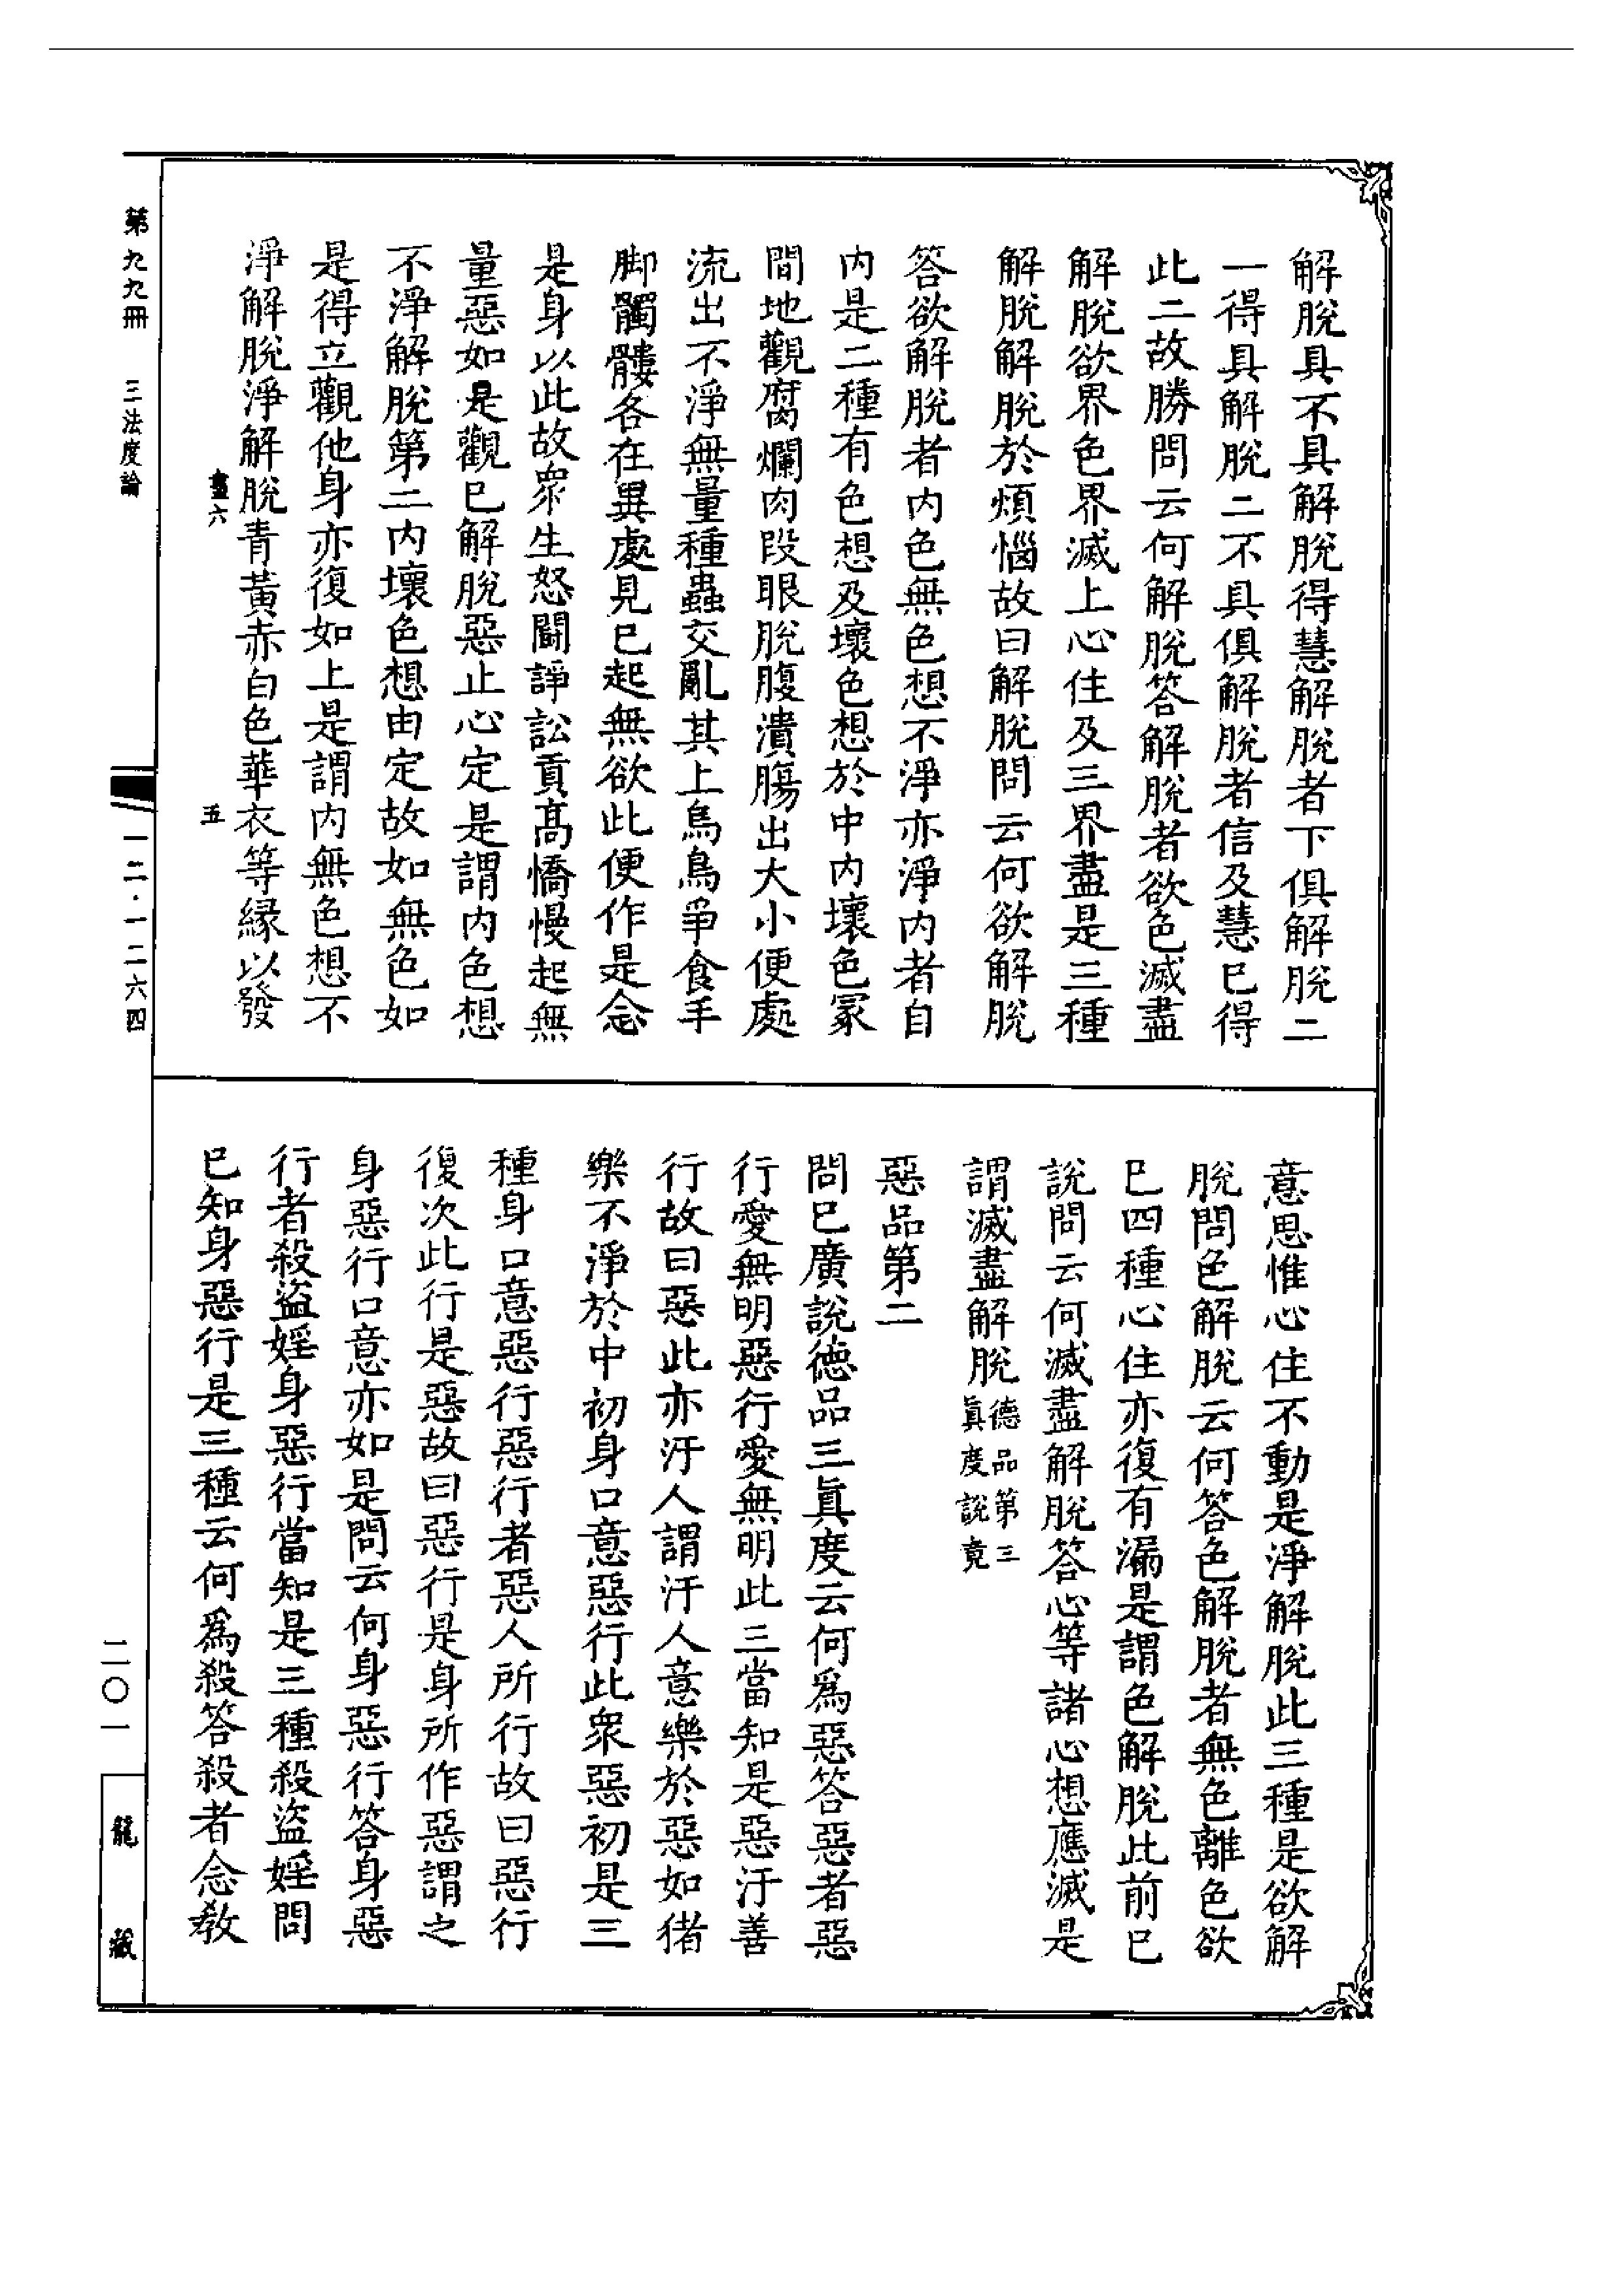 解脫具不具解脫得慧解脫者下俱解脫二
一得具解脫二不具俱解脫者信及慧巳得
此二故勝問云何解脫答解脫者欲色滅盡
解脫欲界色界滅上心住及三界盡是三種
解脫解脫於煩惱故曰解脫問云何欲解脫
答欲解脫者内色無色想不淨亦淨内者自
内是二種有色想及壞色想於中内壞色冢
間地觀腐爛肉段眼脫腹潰膓出大小便處
流出不淨無量種蟲交亂其上烏鳥爭食手
脚髑髏各在異處見巳起無欲此便作是念
是身以此故衆生怒鬪諍訟貢髙憍慢起無
量惡如是觀巳解脫惡止心定是謂内色想
不淨解脫第二内壞色想由定故如無色如
是得立觀他身亦復如上是謂内無色想不
淨解脫淨解脫青黃赤白色華衣等緣以發
盡六 五
意思惟心住不動是淨解脫此三種是欲解
脫問色解脫云何答色解脫者無色離色欲
巳四種心住亦復有漏是謂色解脫此前巳
說問云何滅盡解脫答心等諸心想應滅是
謂滅盡解脫德品第三眞度說竟
惡品第二
問巳廣說德品三眞度云何爲惡答惡者惡
行愛無明惡行愛無明此三當知是惡汙善
行故曰惡此亦汙人謂汙人意樂於惡如猪
樂不淨於中初身口意惡行此衆惡初是三
種身口意惡行惡行者惡人所行故曰惡行
復次此行是惡故曰惡行是身所作惡謂之
身惡行口意亦如是問云何身惡行答身惡
行者殺盜婬身惡行當知是三種殺盜婬問
巳知身惡行是三種云何爲殺答殺者念教
第九九冊 三法度論
一二·一二六四
二〇一
龍藏